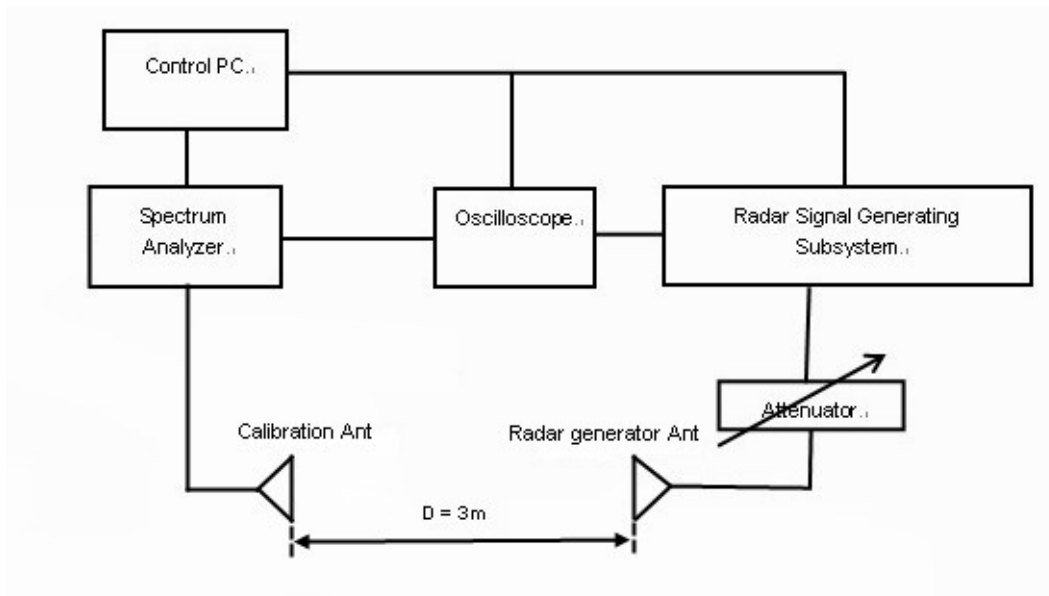 Control PC.
Spectrum
Analyzer.
Oscilloscope.
Radar Signal Generating
Subsystem.
Attenuator.
Calibration Ant
Radar generator Ant
D = 3m